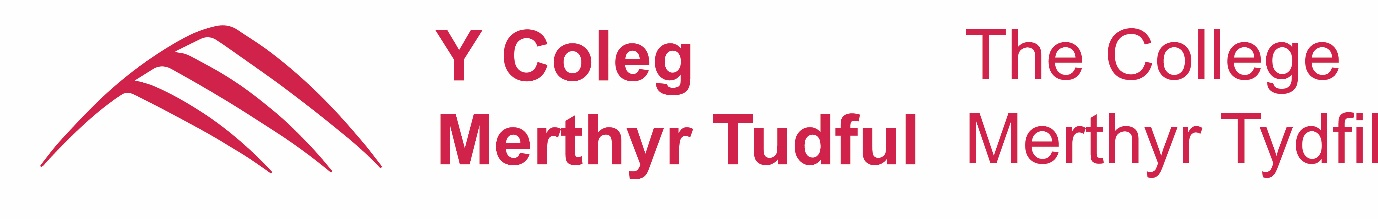 Y Coleg
Merthyr Tudful
The College
Merthyr Tydfil